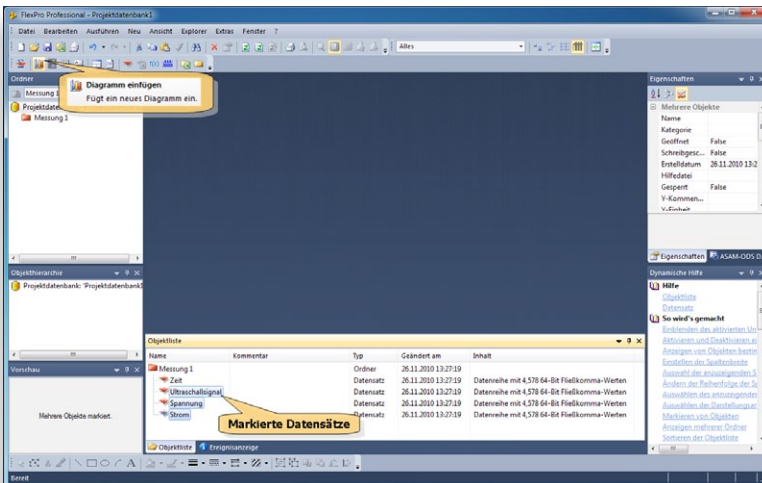 FlexPro Professional - Projektdatenbank1
Datei Bearbeiten Ausführen Neu Ansicht Explorer Extras Fenster ?
Alles
Ordner
Messung 1
Projektdate
Messung 1
Diagramm einfügen
Fügt ein neues Diagramm ein.
Objekthierarchie
Projektdatenbank: 'Projektdatenbank1
Vorschau
Mehrere Objekte markiert.
Objektliste
Name Kommentar Typ Geändert am Inhalt
Messung 1 Ordner 26.11.2010 13:27:19
Zeit Datensatz 26.11.2010 13:27:19 Datenreihe mit 4,578 64-Bit Fließkomma-Werten
Ultraschallsignal Datensatz 26.11.2010 13:27:19 Datenreihe mit 4,578 64-Bit Fließkomma-Werten
Spannung Datensatz 26.11.2010 13:27:19 Datenreihe mit 4,578 64-Bit Fließkomma-Werten
Strom Datensatz 26.11.2010 13:27:19 Datenreihe mit 4,578 64-Bit Fließkomma-Werten
Markierte Datensätze
Objektliste Ereignisanzeige
Eigenschaften
Mehrere Objekte
Name
Kategorie
Geöffnet False
Schreibgesc... False
Erstelldatum 26.11.2010 13:2
Hilfedatei
Gesperrt False
Y-Kommen...
Y-Einheit
Eigenschaften ASAM-ODS D
Dynamische Hilfe
Hilfe
Objektliste
Datensatz
So wird's gemacht
Einblenden des aktivierten Un
Aktivieren und Deaktivieren ei
Anzeigen von Objekten bestim
Einstellen der Spaltenbreite
Auswahl der anzuzeigenden S
Ändern der Reihenfolge der Sp
Auswählen des anzuzeigenden
Auswählen der Darstellungsar
Markieren von Objekten
Anzeigen mehrerer Ordner
Sortieren der Objektliste
Bereit